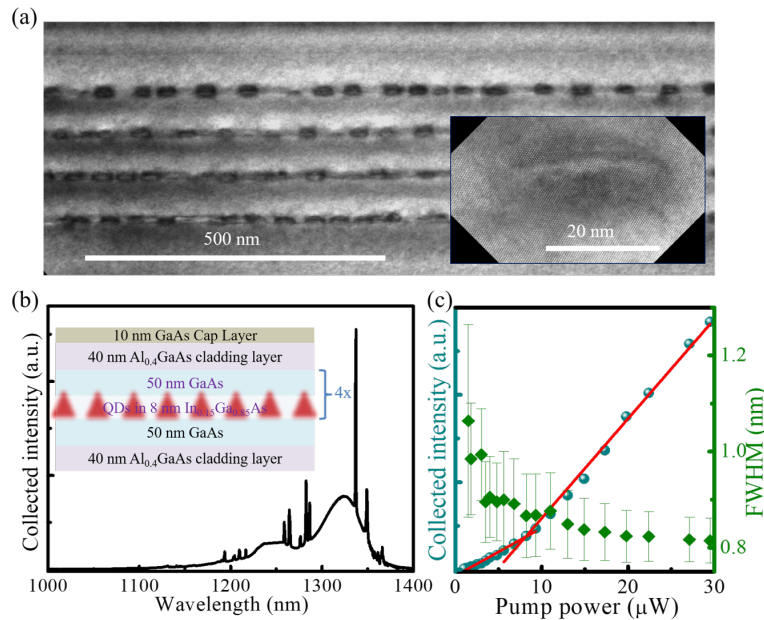 (a)
500 nm
20 nm
(b)
Collected intensity (a.u.)
10 nm GaAs Cap Layer
40 nm Al0.4GaAs cladding layer
50 nm GaAs
4x
QDs in 8 nm In0.15Ga0.85As
50 nm GaAs
40 nm Al0.4GaAs cladding layer
1000 1100 1200 1300 1400
Wavelength (nm)
(c)
Collected intensity (a.u.)
1.2
1.0
0.8
FWHM (nm)
0 10 20 30
Pump power (μW)